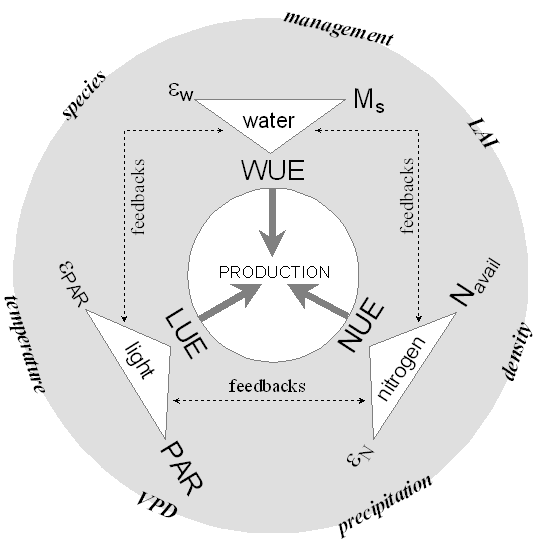 management
species
εw
Ms
water
LAI
WUE
feedbacks
feedbacks
PRODUCTION
εPAR
Navail
LUE
NUE
temperature
light
nitrogen
density
feedbacks
PAR
εN
VPD
precipitation